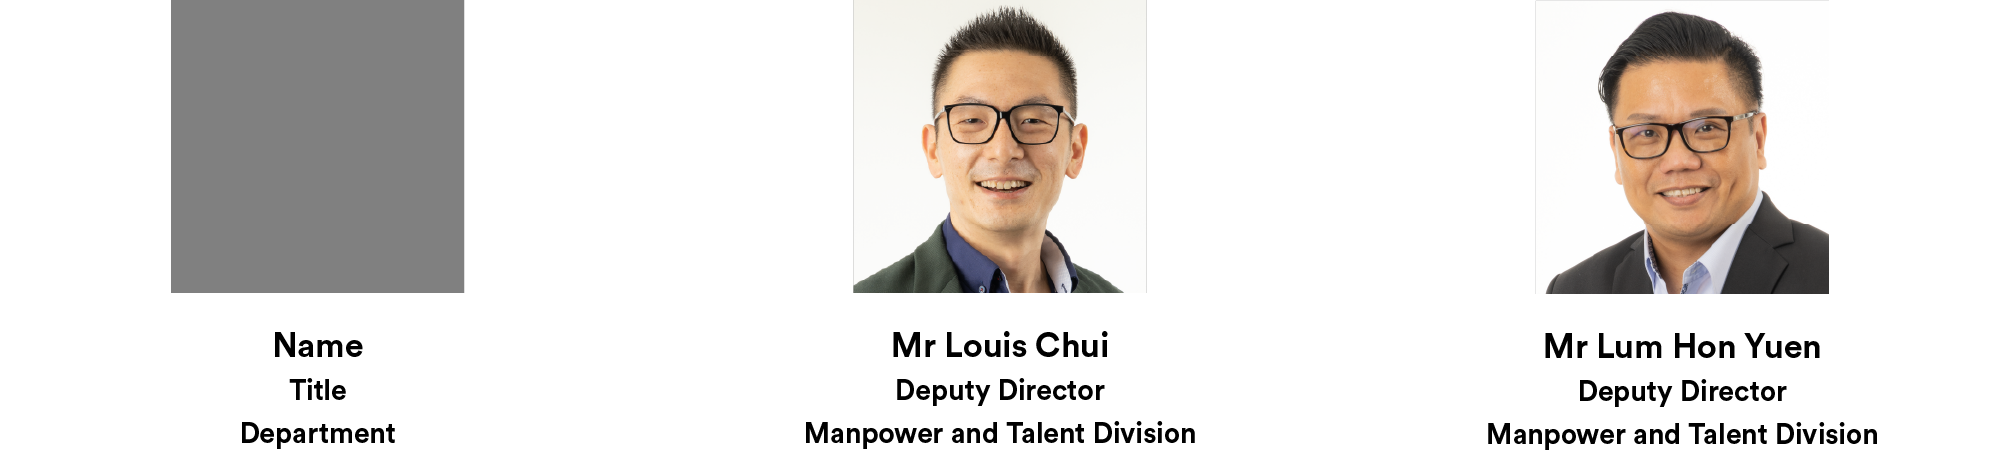 Name
Title
Department
Mr Louis Chui
Deputy Director
Manpower and Talent Division
Mr Lum Hon Yuen
Deputy Director
Manpower and Talent Division